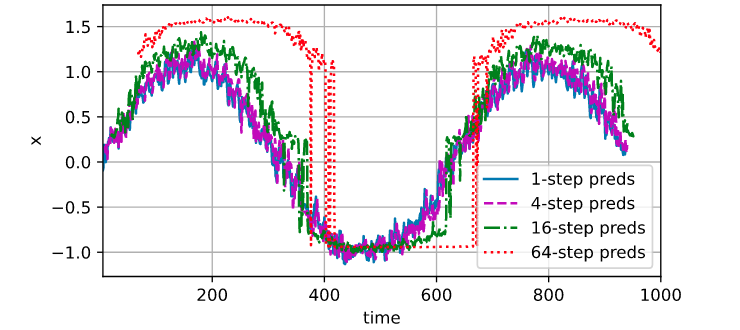 1.5
1.0
0.5
0.0
−0.5
−1.0
x
200
400
600
800
1000
time
1-step preds
4-step preds
16-step preds
64-step preds